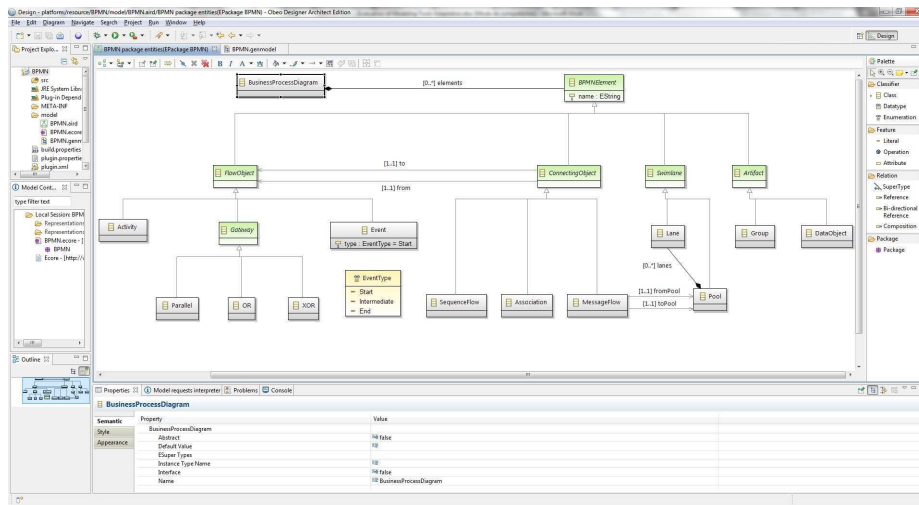 Design - platform:/resource/BPMN/model/BPMN.aird/BPMN package entities(EPackage BPMN) - Obeo Designer Architect Edition
File Edit Diagram Navigate Search Project Run Window Help
Design
Project Explo...
BPMN package entities(EPackage BPMN)
BPMN.genmodel
BPMN
src
JRE System Libra
Plug-in Depend
META-INF
model
BPMN.aird
BPMN.ecore
BPMN.genm
build.properties
plugin.propertie
plugin.xml
Model Cont...
type filter text
Local Session: BPM
Representations
Representations
BPMN.ecore - [
BPMN
Ecore - [http://
Outline
BusinessProcessDiagram
[0..*] elements
BPMNElement
name : EString
[1..1] to
[1..1] from
FlowObject
ConnectingObject
Swimlane
Artifact
Activity
Gateway
Event
type : EventType = Start
Lane
Group
DataObject
[0..*] lanes
EventType
Start
Intermediate
End
Parallel
OR
XOR
SequenceFlow
Association
MessageFlow
[1..1] fromPool
[1..1] toPool
Pool
Palette
Classifier
Class
Datatype
Enumeration
Feature
Literal
Operation
Attribute
Relation
SuperType
Reference
Bi-directional
Reference
Composition
Package
Package
Properties
Model requests interpreter
Problems
Console
BusinessProcessDiagram
Semantic
Style
Appearance
Property Value
BusinessProcessDiagram
Abstract false
Default Value
ESuper Types
Instance Type Name
Interface false
Name BusinessProcessDiagram